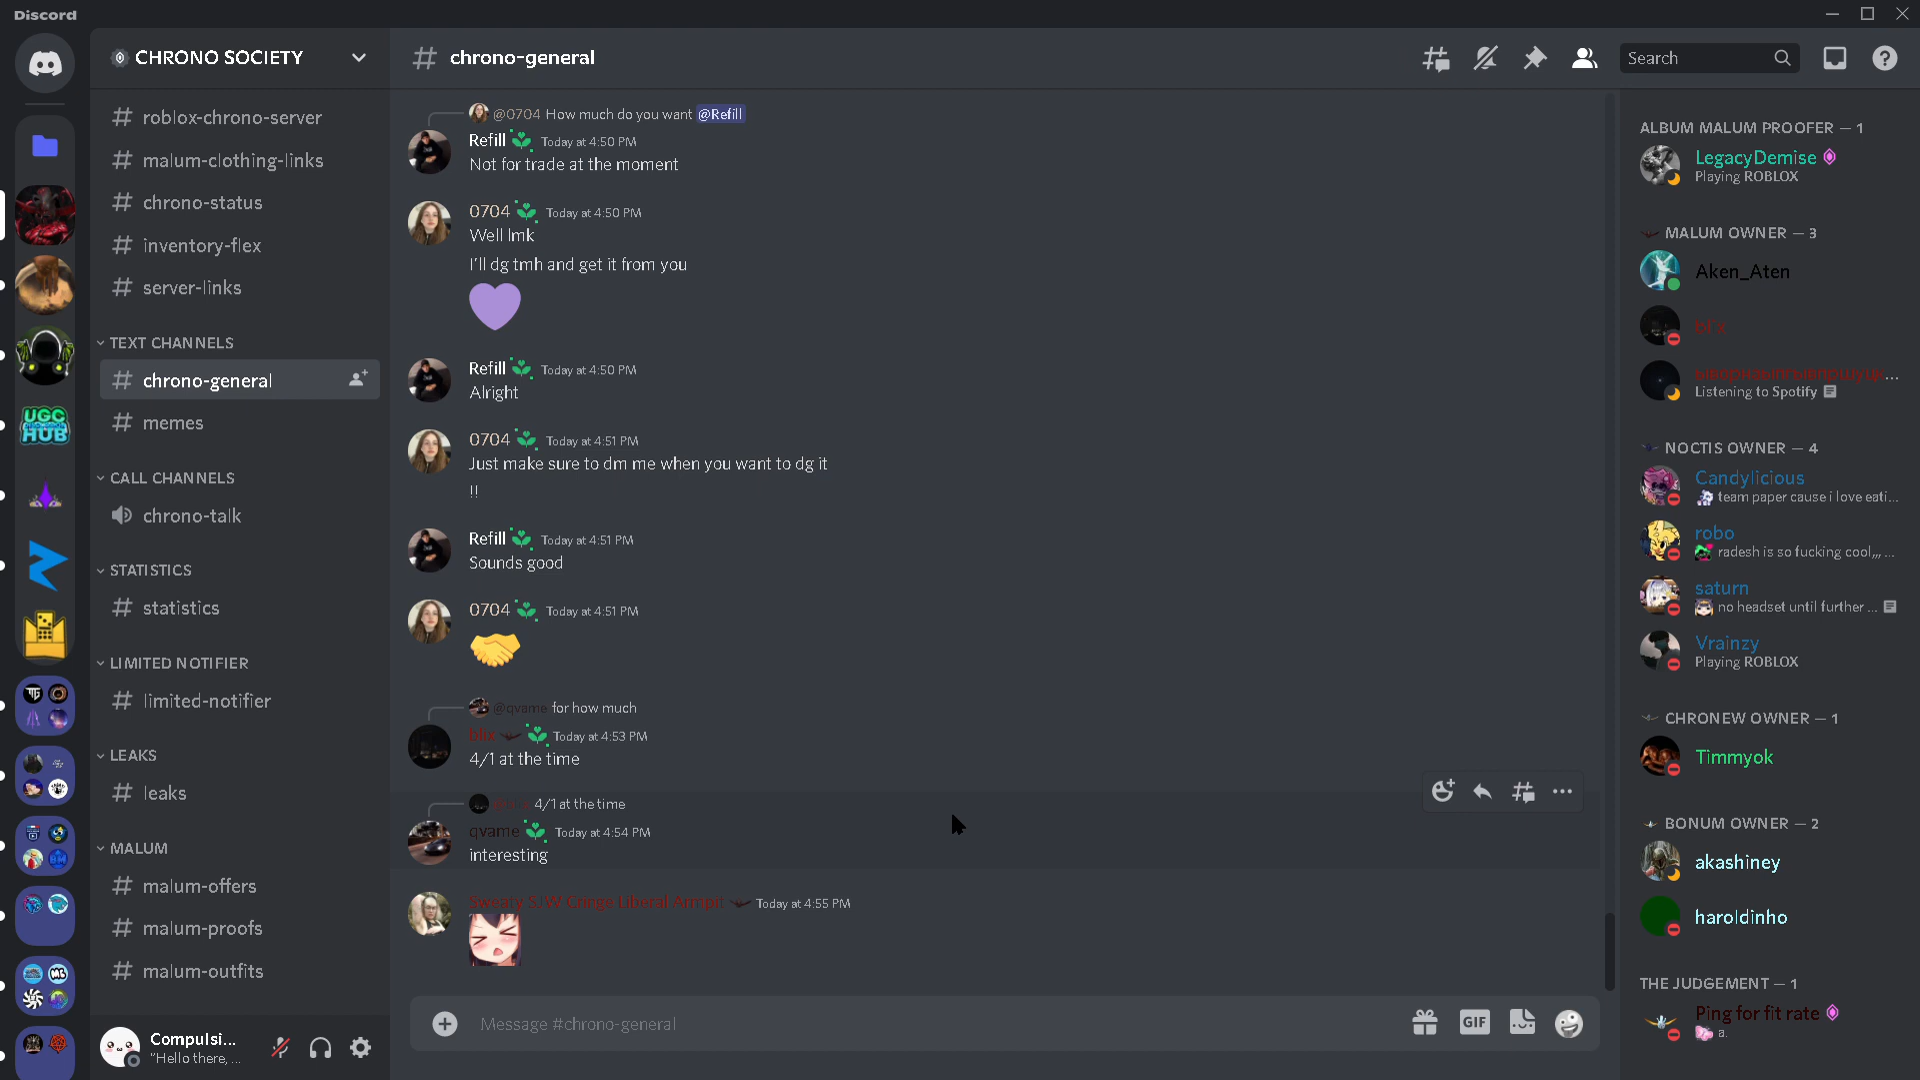 Discord
CHRONO SOCIETY
roblox-chrono-server
malum-clothing-links
chrono-status
inventory-flex
server-links
TEXT CHANNELS
chrono-general
memes
CALL CHANNELS
chrono-talk
STATISTICS
statistics
LIMITED NOTIFIER
limited-notifier
LEAKS
leaks
MALUM
malum-offers
malum-proofs
malum-outfits
UGC
HUB
Compulsi...
"Hello there, ...
# chrono-general
Search
@0704 How much do you want @Refill
Refill Today at 4:50 PM
Not for trade at the moment
0704 Today at 4:50 PM
Well lmk
I'll dg tmh and get it from you
Refill Today at 4:50 PM
Alright
0704 Today at 4:51 PM
Just make sure to dm me when you want to dg it
!!
Refill Today at 4:51 PM
Sounds good
0704 Today at 4:51 PM
@qvame for how much
blix Today at 4:53 PM
4/1 at the time
4/1 at the time
qvame Today at 4:54 PM
interesting
Sweaty SJW Cringe Liberal Armpit Today at 4:55 PM
Message #chrono-general
GIF
ALBUM MALUM PROOFER — 1
LegacyDemise
Playing ROBLOX
MALUM OWNER — 3
Aken_Aten
blix
Listening to Spotify
NOCTIS OWNER — 4
Candylicious
team paper cause i love eati...
robo
radesh is so fucking cool,,, ...
saturn
no headset until further ...
Vrainzy
Playing ROBLOX
CHRONEW OWNER — 1
Timmyok
BONUM OWNER — 2
akashiney
haroldinho
THE JUDGEMENT — 1
Ping for fit rate
a.